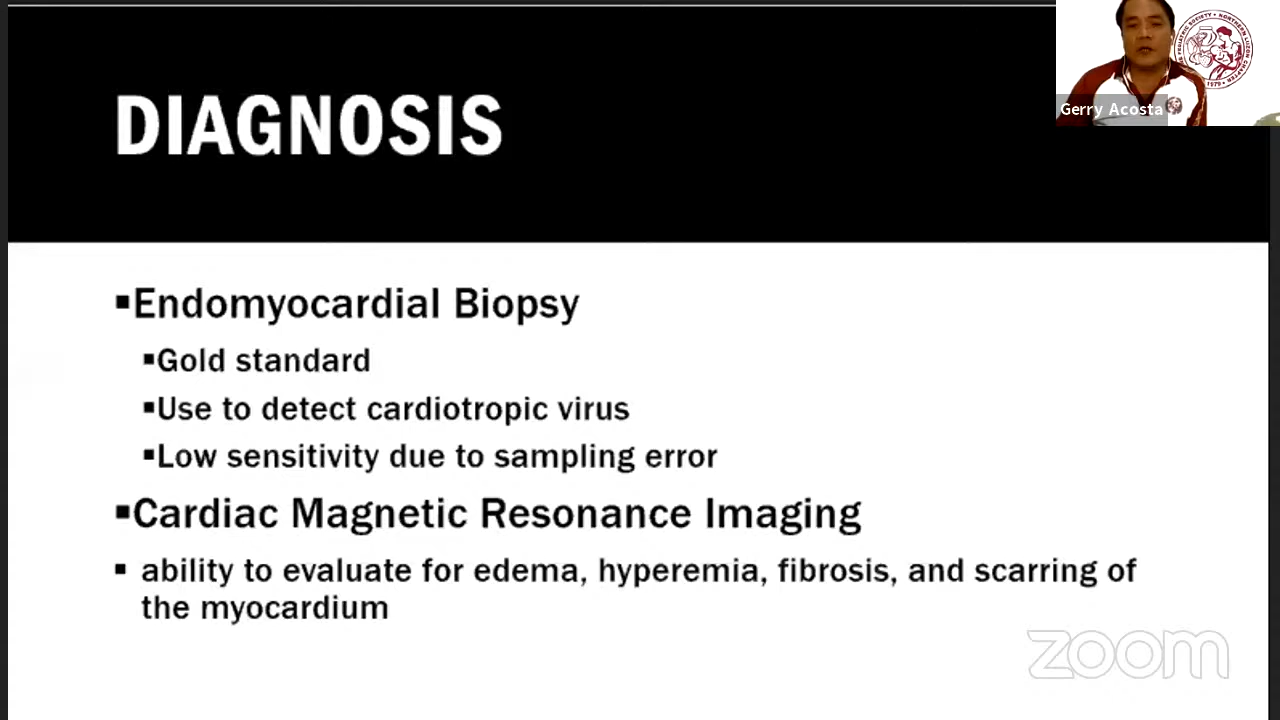 DIAGNOSIS
Gerry Acosta
▪Endomyocardial Biopsy
▪Gold standard
▪Use to detect cardiotropic virus
▪Low sensitivity due to sampling error
▪Cardiac Magnetic Resonance Imaging
▪ ability to evaluate for edema, hyperemia, fibrosis, and scarring of
the myocardium
zoom